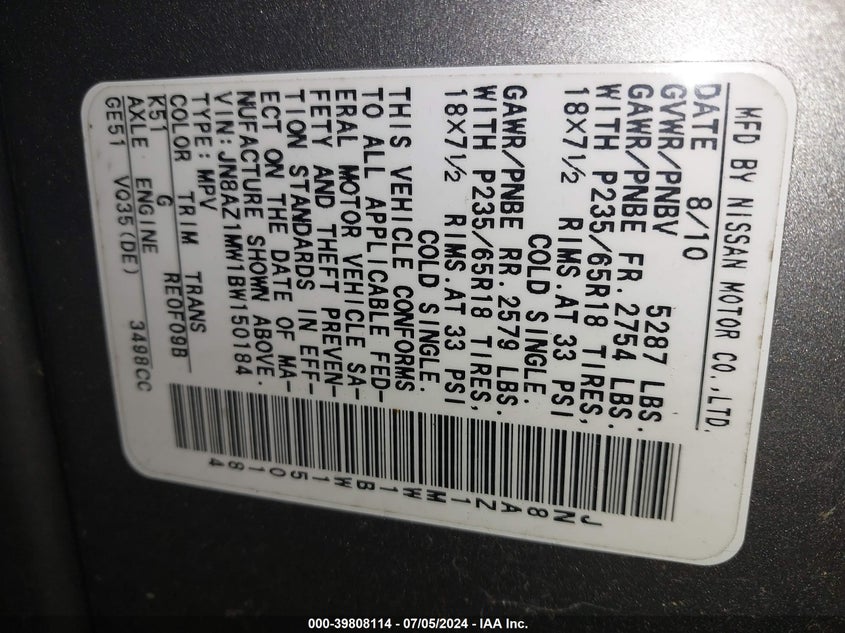 MFD BY NISSAN MOTOR CO.,LTD.
DATE 8/10
GVWR/PNBV 5287 LBS.
GAWR/PNBE FR. 2754 LBS.
WITH P235/65R18 TIRES,
18X7½ RIMS.AT 33 PSI
COLD SINGLE.
GAWR/PNBE RR. 2579 LBS.
WITH P235/65R18 TIRES,
18X7½ RIMS.AT 33 PSI
COLD SINGLE.
THIS VEHICLE CONFORMS
TO ALL APPLICABLE FED-
ERAL MOTOR VEHICLE SA-
FETY AND THEFT PREVEN-
TION STANDARDS IN EFF-
ECT ON THE DATE OF MA-
NUFACTURE SHOWN ABOVE.
VIN:JN8AZ1MW1BW150184
TYPE:MPV
COLOR TRIM TRANS
K51 G RE0F09B
AXLE ENGINE
GE51 VQ35(DE) 3498CC
JN8AZ1MW1BW150184
000-39808114 - 07/05/2024 - IAA Inc.